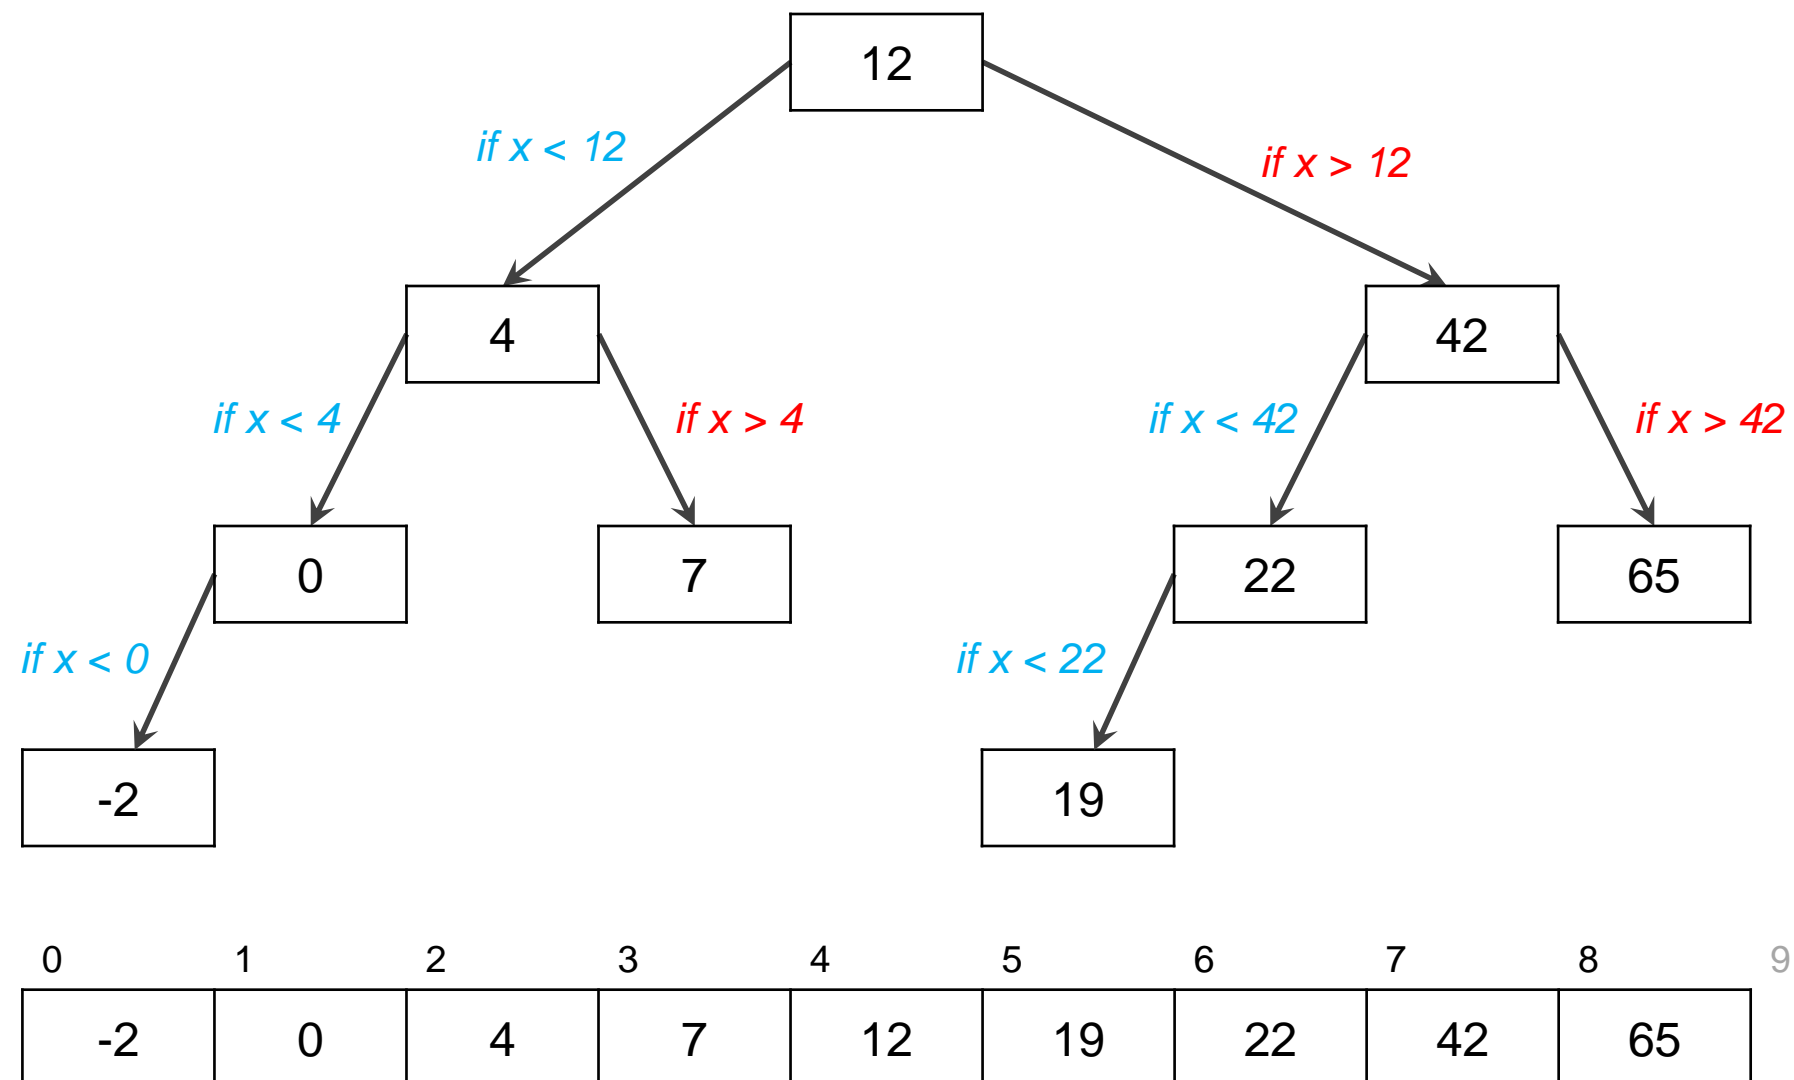 12
if x < 12
if x > 12
4
42
if x < 4
if x > 4
if x < 42
if x > 42
0
7
22
65
if x < 0
if x < 22
-2
19
0 1 2 3 4 5 6 7 8 9
-2 0 4 7 12 19 22 42 65